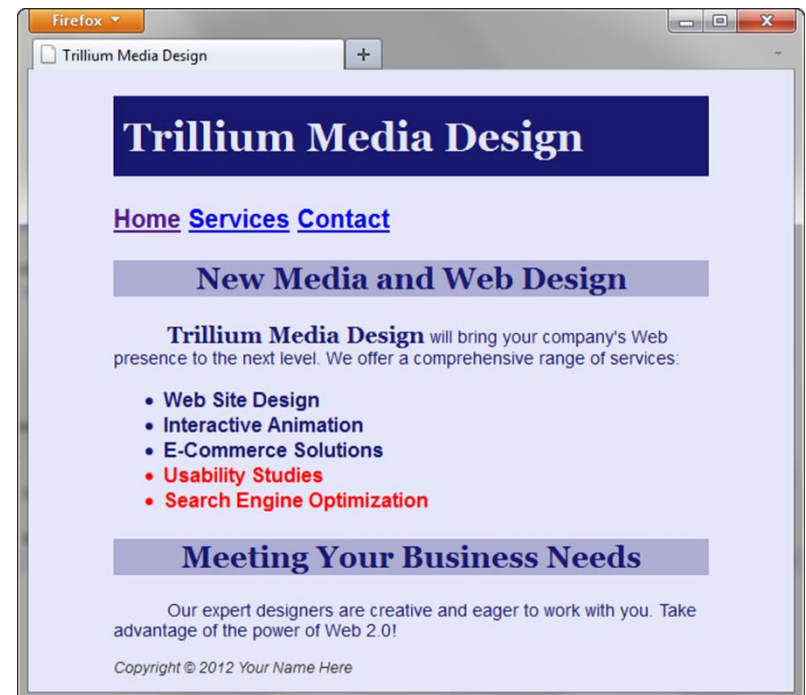 Firefox
Trillium Media Design
Trillium Media Design
Home Services Contact
New Media and Web Design
Trillium Media Design will bring your company's Web
presence to the next level. We offer a comprehensive range of services:
• Web Site Design
• Interactive Animation
• E-Commerce Solutions
• Usability Studies
• Search Engine Optimization
Meeting Your Business Needs
Our expert designers are creative and eager to work with you. Take
advantage of the power of Web 2.0!
Copyright © 2012 Your Name Here